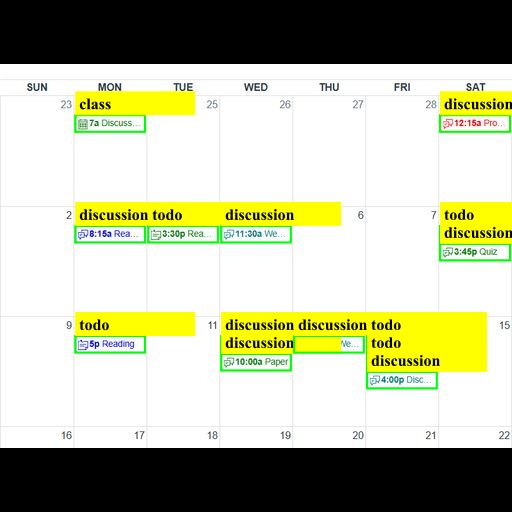 SUN MON TUE WED THU FRI SAT
23 class 25 26 27 28 discussion
7a Discuss... 12:15a Pro...
2 discussion todo discussion 6 7 todo
discussion
8:15a Rea... 3:30p Rea... 11:30a We...
3:45p Quiz
9 todo 11 discussion discussion todo 15
discussion todo
5p Reading We...
10:00a Paper discussion
4:00p Disc...
16 17 18 19 20 21 22